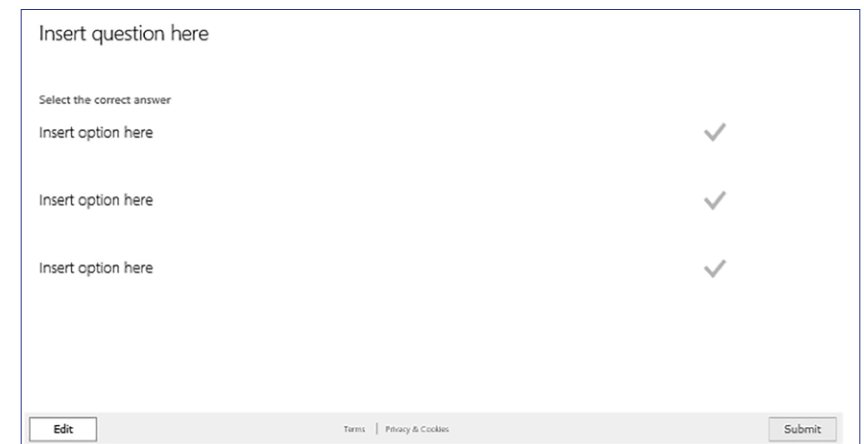 Insert question here
Select the correct answer
Insert option here
Insert option here
Insert option here
Edit
Terms | Privacy & Cookies
Submit